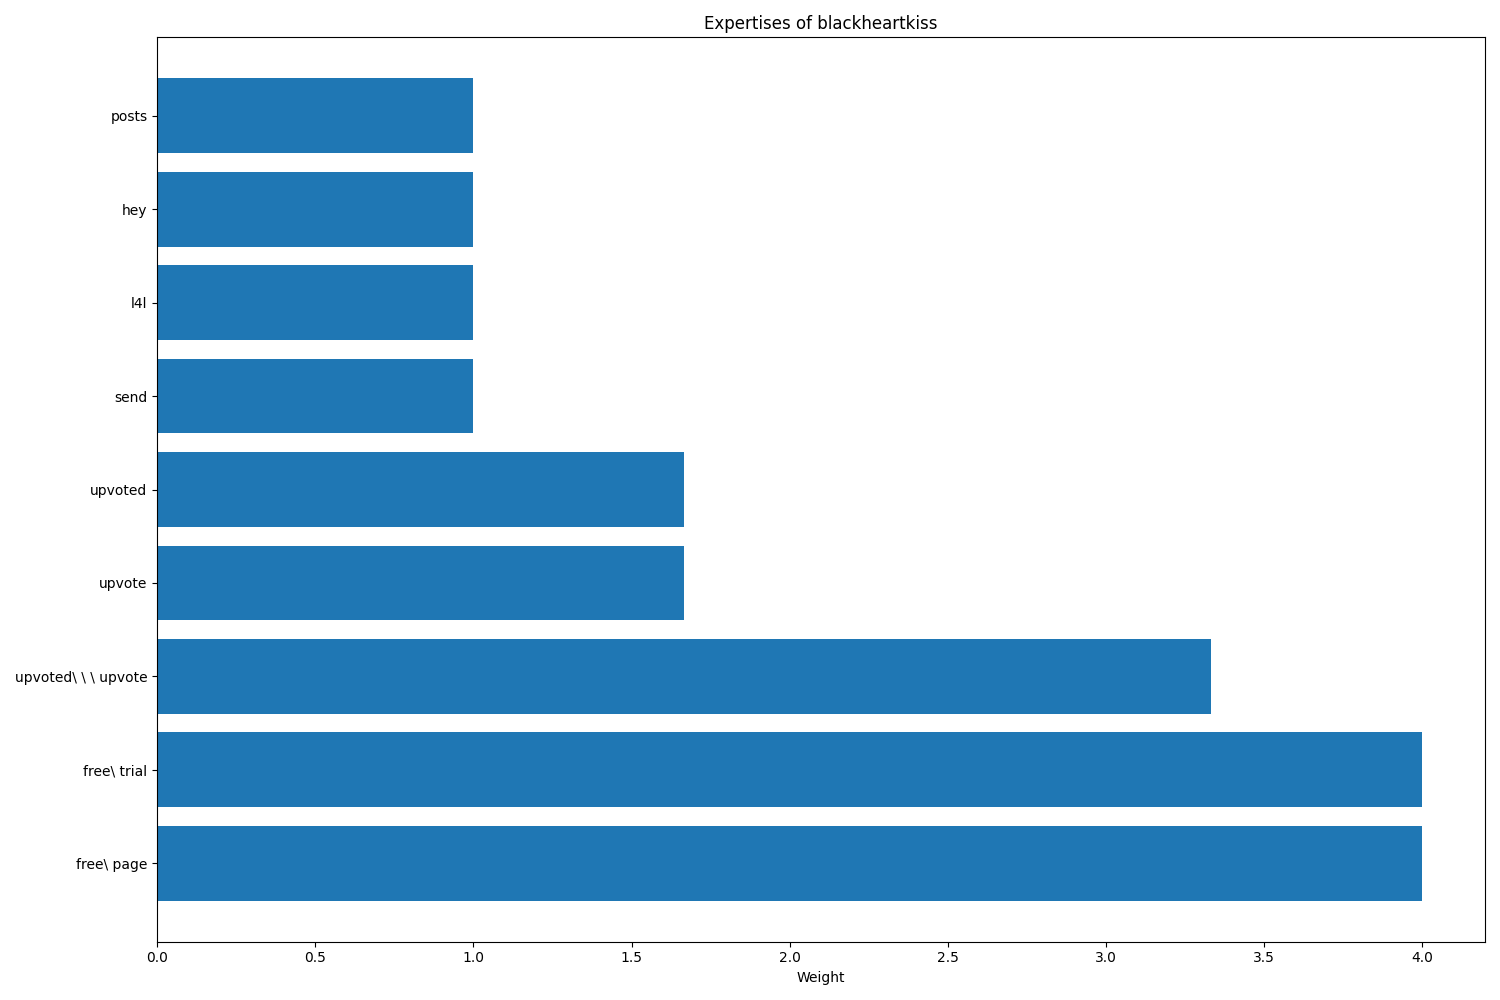 Expertises of blackheartkiss
posts
hey
l4l
send
upvoted
upvote
upvoted\ \ \ upvote
free\ trial
free\ page
0.0 0.5 1.0 1.5 2.0 2.5 3.0 3.5 4.0
Weight